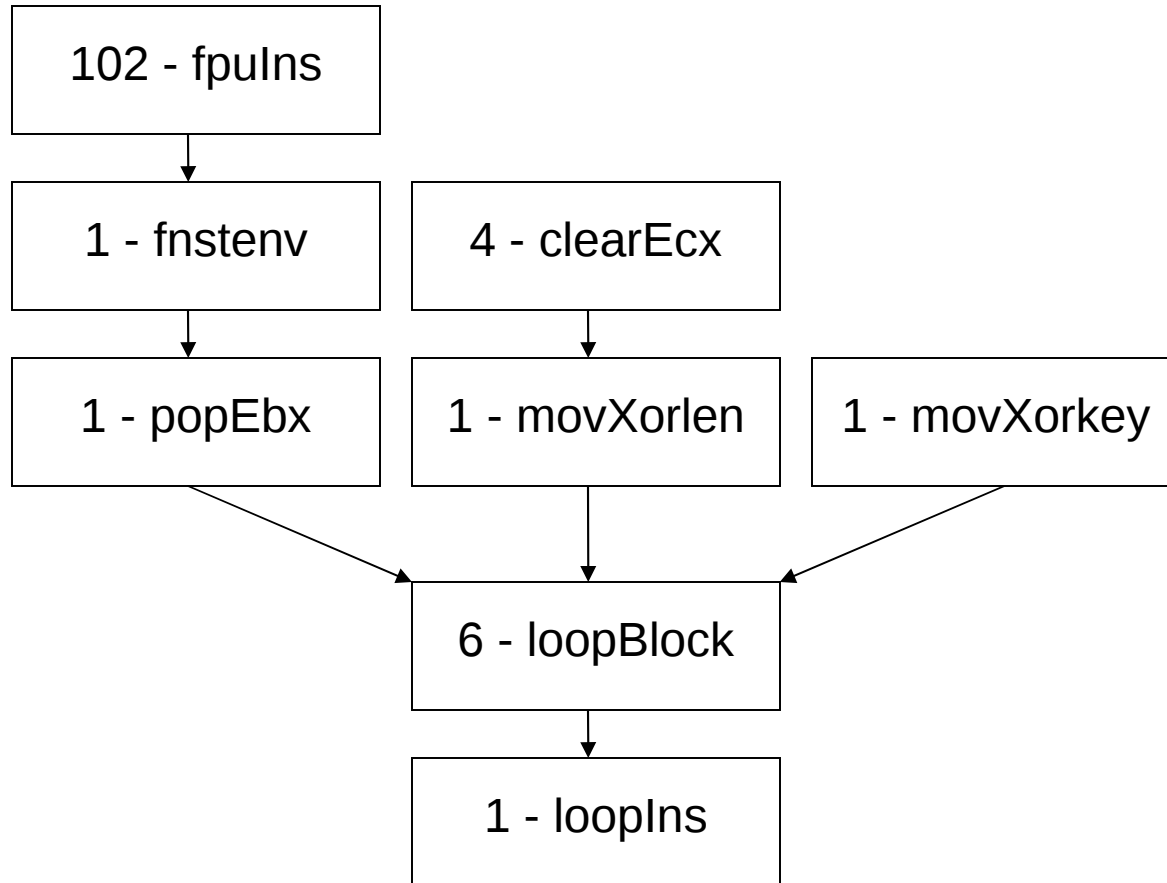 102 - fpuIns
1 - fnstenv
4 - clearEcx
1 - popEbx
1 - movXorlen
1 - movXorkey
6 - loopBlock
1 - loopIns